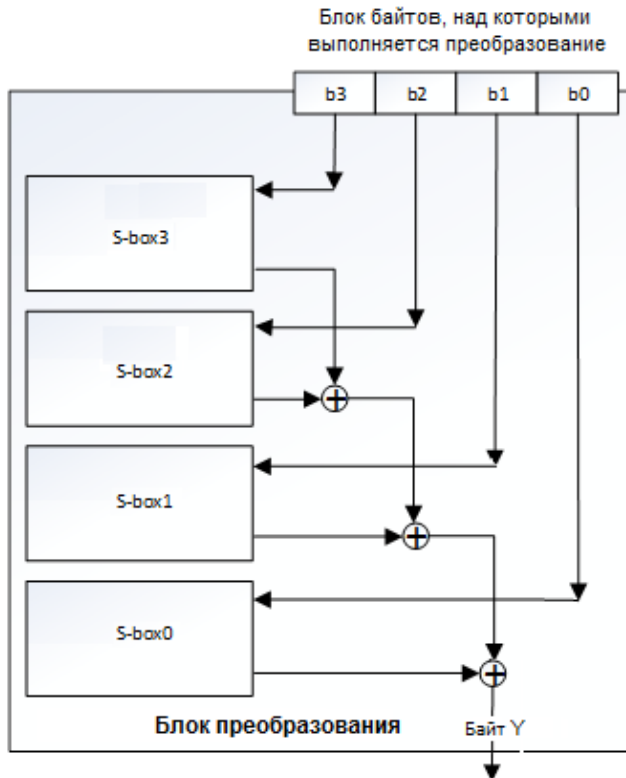 Блок байтов, над которыми
выполняется преобразование
b3 b2 b1 b0
S-box3
S-box2
S-box1
S-box0
Блок преобразования
Байт Y